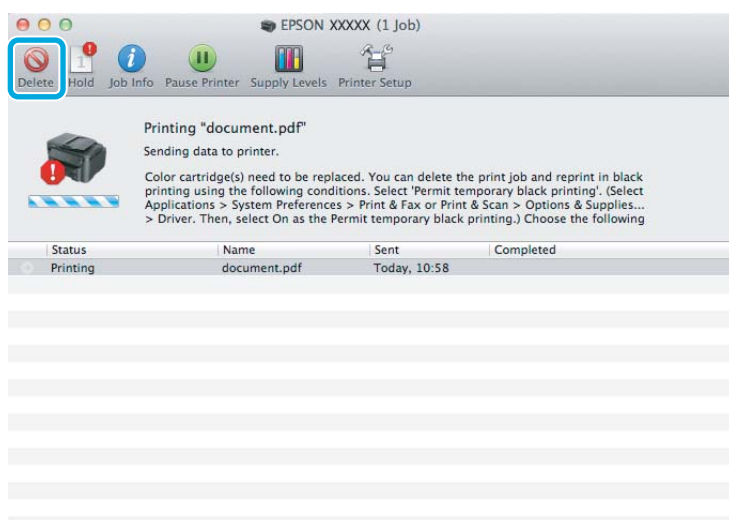 EPSON XXXXX (1 Job)
Delete Hold Job Info Pause Printer Supply Levels Printer Setup
Printing "document.pdf"
Sending data to printer.
Color cartridge(s) need to be replaced. You can delete the print job and reprint in black
printing using the following conditions. Select 'Permit temporary black printing'. (Select
Applications > System Preferences > Print & Fax or Print & Scan > Options & Supplies...
> Driver. Then, select On as the Permit temporary black printing.) Choose the following
Status Name Sent Completed
Printing document.pdf Today, 10:58